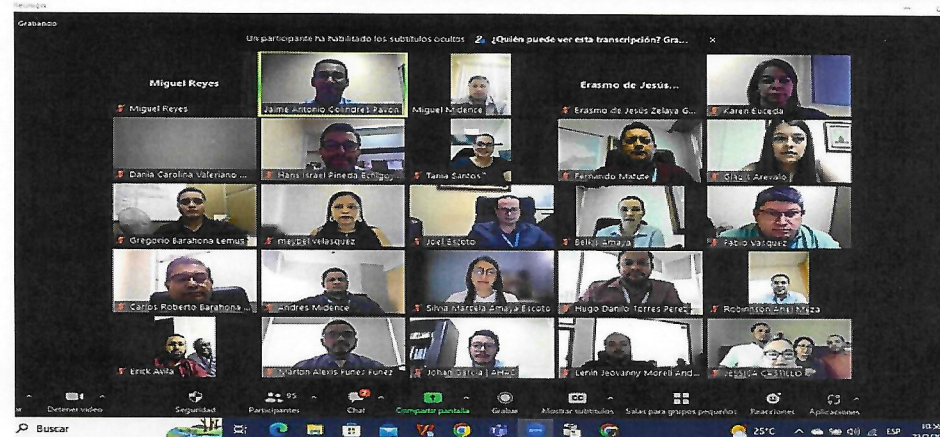 Grabando
Un participante ha habilitado los subtítulos ocultos ¿Quién puede ver esta transcripción? Gra... ×
Miguel Reyes
Erasmo de Jesús...
Miguel Reyes
Jaime Antonio Colindres Pavon
Miguel Midence
Erasmo de Jesús Zelaya G...
Karen Euceda
Dania Carolina Valeriano ...
Hans Israel Pineda Echigoy
Tania Santos
Fernando Matute
Gladis Arevalo
Gregorio Barahona Lemus
meybel velasquez
Joel Escoto
Belkis Amaya
Fabio Vasquez
Carlos Roberto Barahona ...
Andres Midence
Silvia Marcela Amaya Escoto
Hugo Danilo Torres Perez
Robinnson Ariel Meza
Erick Avila
Marlon Alexis Funes Funez
Johan Garcia | AHAC
Lenin Jeovanny Morell And...
JESSICA CASTILLO
95
Detener video
Seguridad
Participantes
Chat
Compartir pantalla
Grabar
Mostrar subtítulos
Salas para grupos pequeños
Reacciones
Aplicaciones
Buscar
25°C
ESP